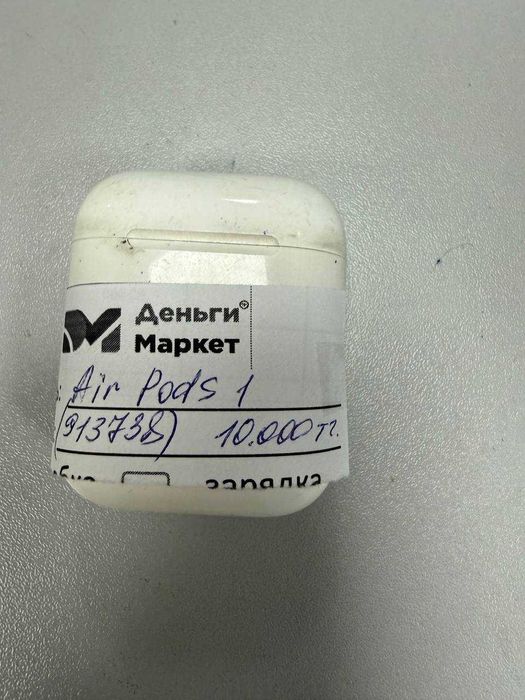 Деньги®
Маркет
Air Pods 1
(913738) 10.000 тг.
зарядка